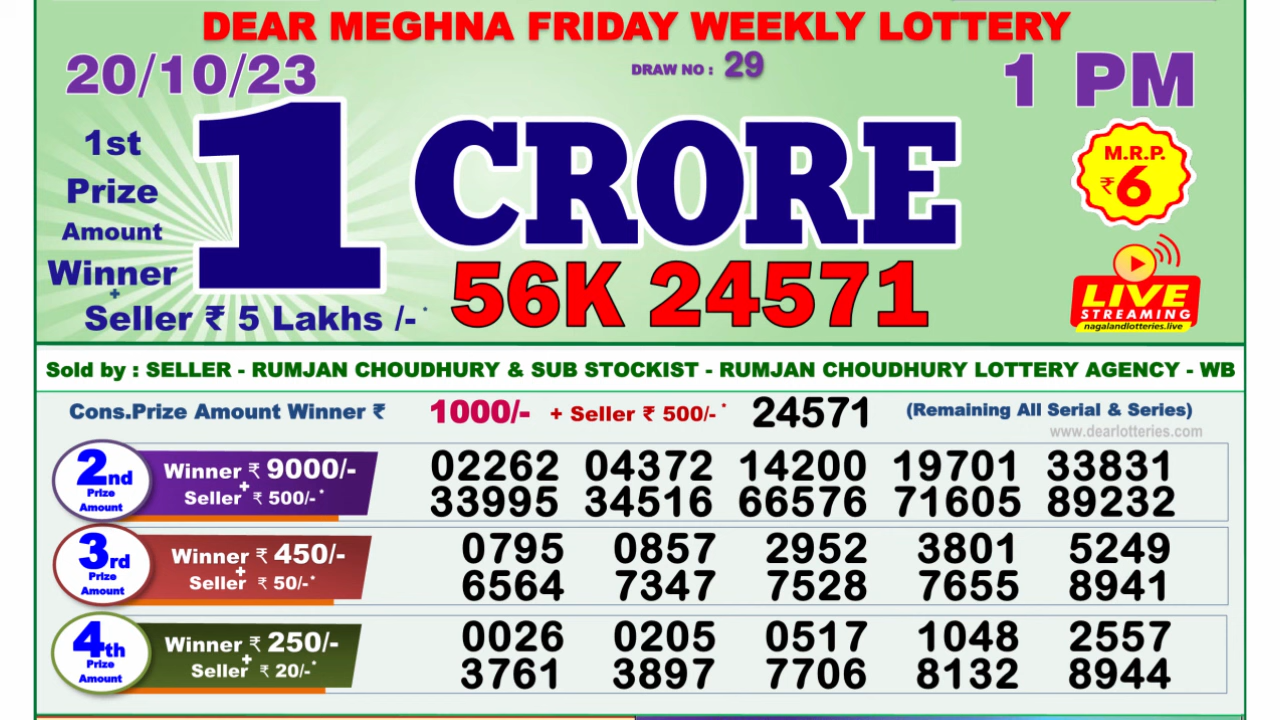 DEAR MEGHNA FRIDAY WEEKLY LOTTERY
20/10/23
DRAW NO : 29
1 PM
1st
Prize
Amount
Winner
+
Seller ₹ 5 Lakhs /-*
1 CRORE
56K 24571
M.R.P.
₹6
LIVE
STREAMING
nagalandlotteries.live
Sold by : SELLER - RUMJAN CHOUDHURY & SUB STOCKIST - RUMJAN CHOUDHURY LOTTERY AGENCY - WB
Cons.Prize Amount Winner ₹ 1000/- + Seller ₹ 500/-* 24571 (Remaining All Serial & Series)
www.dearlotteries.com
2nd
Prize
Amount
Winner ₹ 9000/-
+
Seller ₹ 500/-*
02262 04372 14200 19701 33831
33995 34516 66576 71605 89232
3rd
Prize
Amount
Winner ₹ 450/-
+
Seller ₹ 50/-*
0795 0857 2952 3801 5249
6564 7347 7528 7655 8941
4th
Prize
Amount
Winner ₹ 250/-
+
Seller ₹ 20/-*
0026 0205 0517 1048 2557
3761 3897 7706 8132 8944